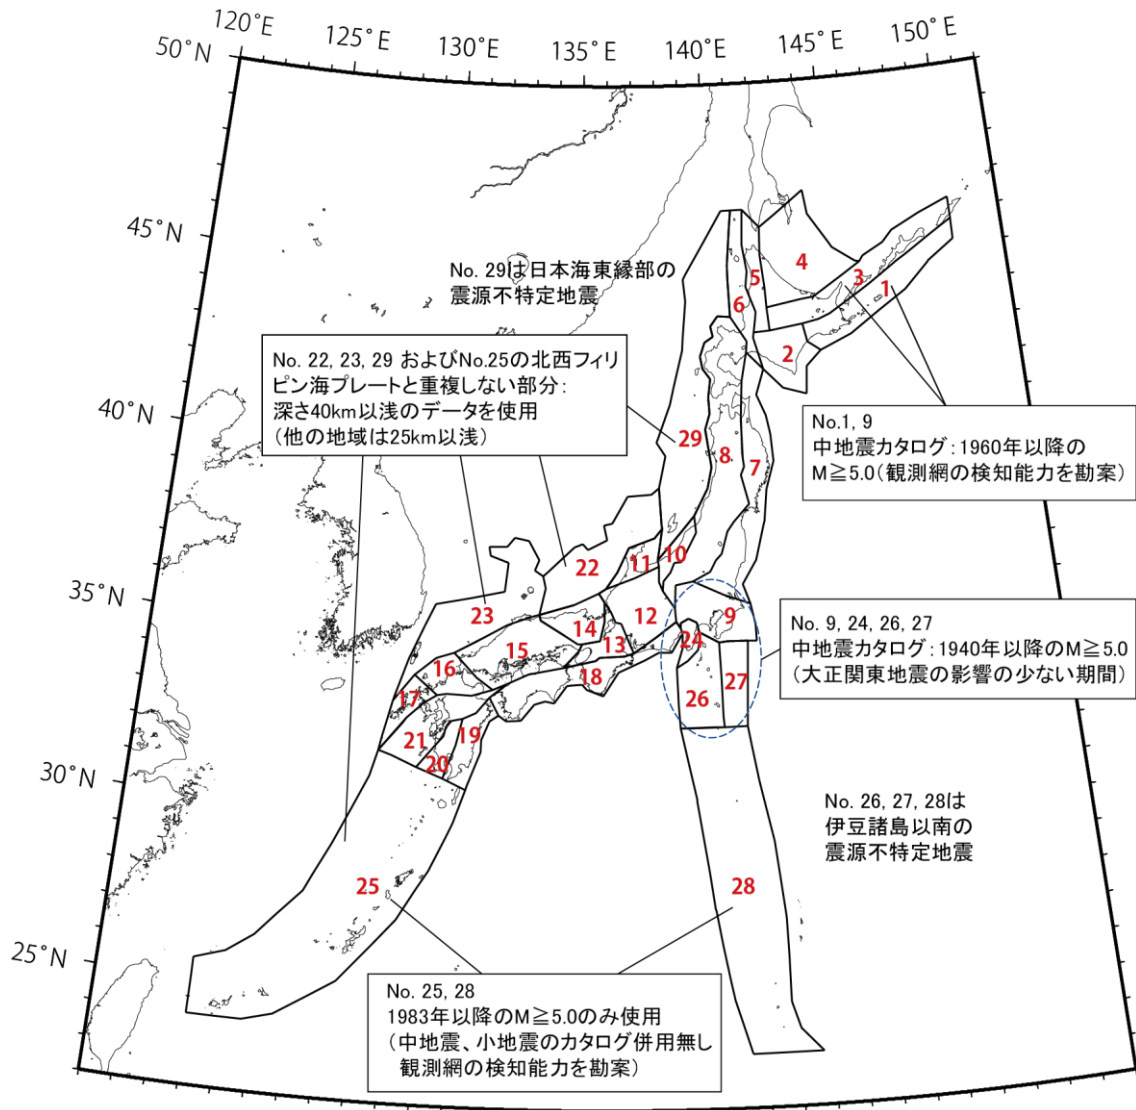 120°E
125°E
130°E
135°E
140°E
145°E
150°E
50°N
45°N
40°N
35°N
30°N
25°N
No. 29は日本海東縁部の
震源不特定地震
No. 22, 23, 29 およびNo.25の北西フィリ
ピン海プレートと重複しない部分:
深さ40km以浅のデータを使用
(他の地域は25km以浅)
No.1, 9
中地震カタログ:1960年以降の
M≧5.0(観測網の検知能力を勘案)
No. 9, 24, 26, 27
中地震カタログ:1940年以降のM≧5.0
(大正関東地震の影響の少ない期間)
No. 26, 27, 28は
伊豆諸島以南の
震源不特定地震
No. 25, 28
1983年以降のM≧5.0のみ使用
(中地震、小地震のカタログ併用無し
観測網の検知能力を勘案)
4
5
3
1
6
2
29
8
7
11
10
22
23
12
9
14
13
24
15
16
18
17
27
26
19
21
20
25
28